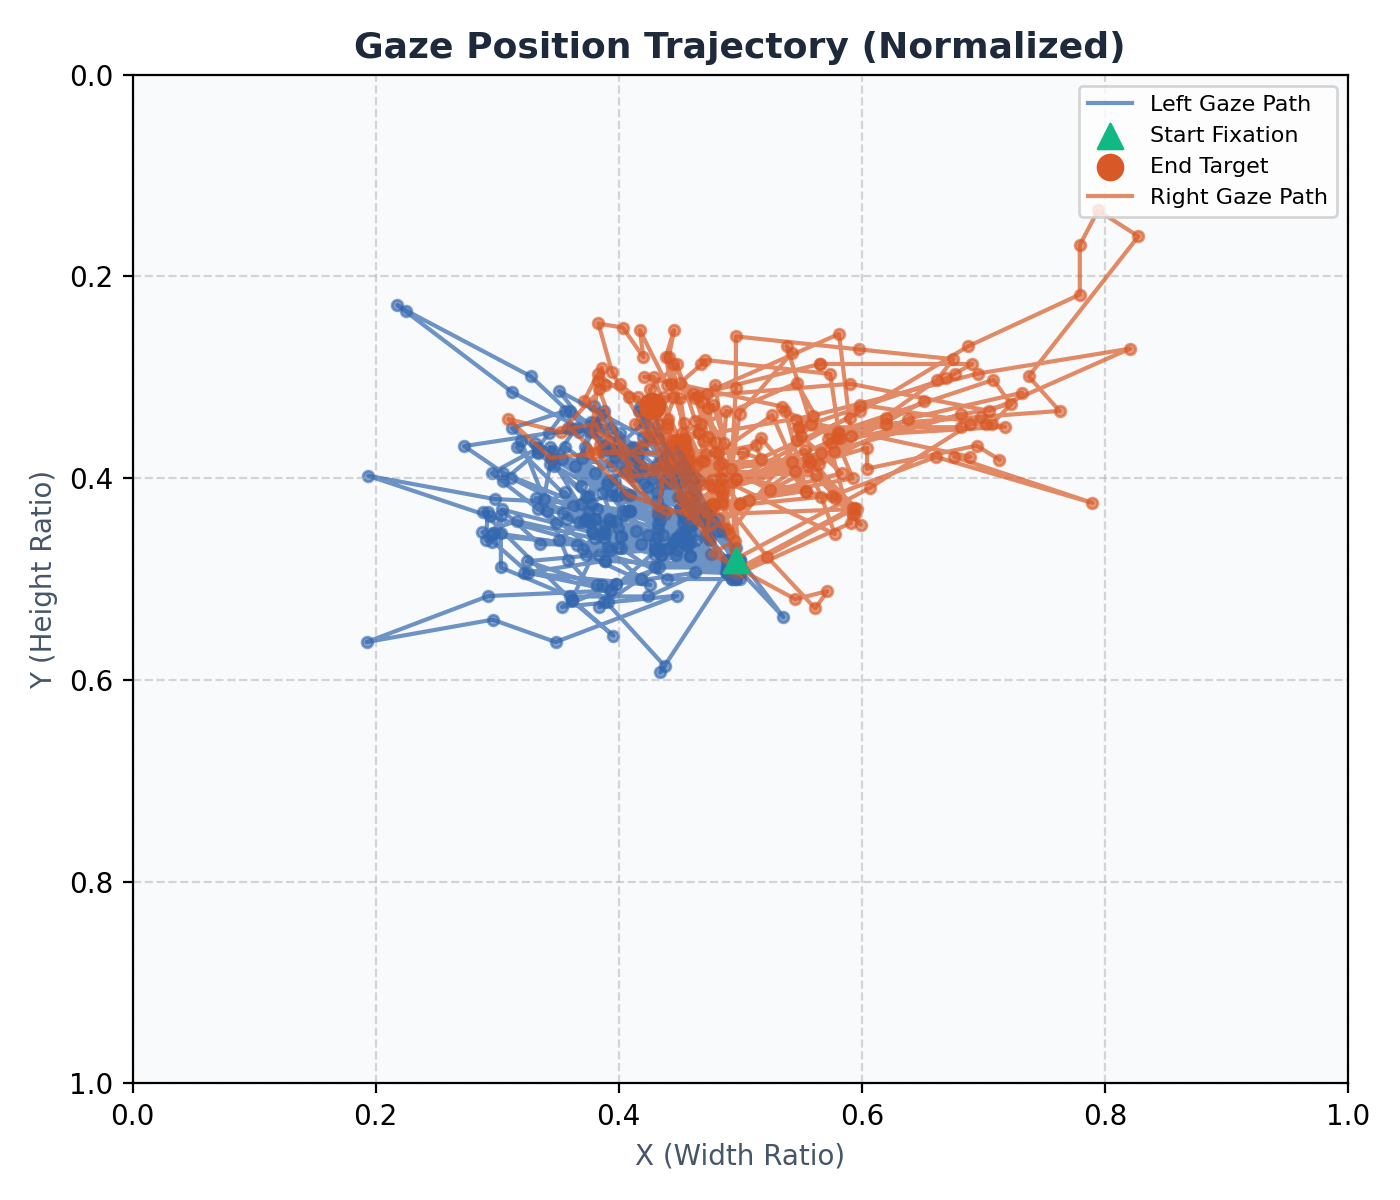 Gaze Position Trajectory (Normalized)
Left Gaze Path
Start Fixation
End Target
Right Gaze Path
Y (Height Ratio)
0.0
0.2
0.4
0.6
0.8
1.0
0.0 0.2 0.4 0.6 0.8 1.0
X (Width Ratio)